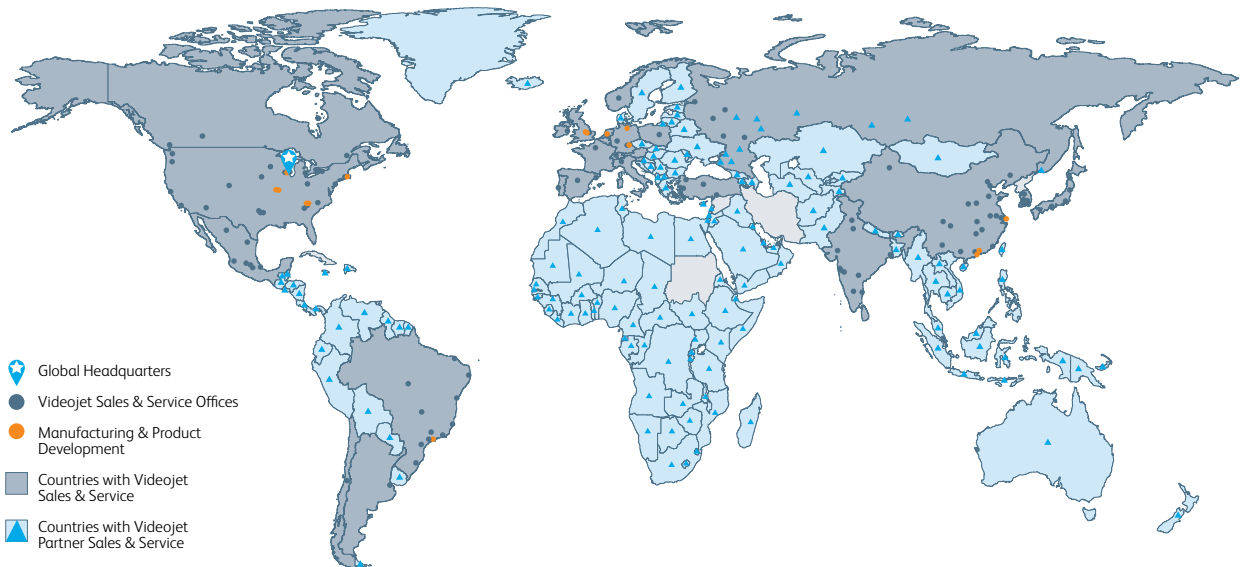 Global Headquarters
Videojet Sales & Service Offices
Manufacturing & Product
Development
Countries with Videojet
Sales & Service
Countries with Videojet
Partner Sales & Service